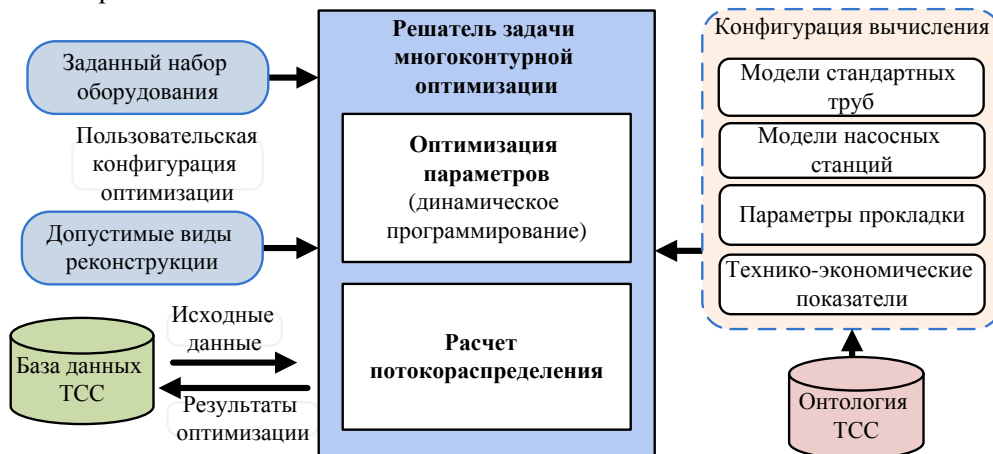 Заданный набор
оборудования
Пользовательская
конфигурация
оптимизации
Допустимые виды
реконструкции
База данных
ТСС
Исходные
данные
Результаты
оптимизации
Решатель задачи
многоконтурной
оптимизации
Оптимизация
параметров
(динамическое
программирование)
Расчет
потокораспределения
Конфигурация вычисления
Модели стандартных
труб
Модели насосных
станций
Параметры прокладки
Технико-экономические
показатели
Онтология
ТСС